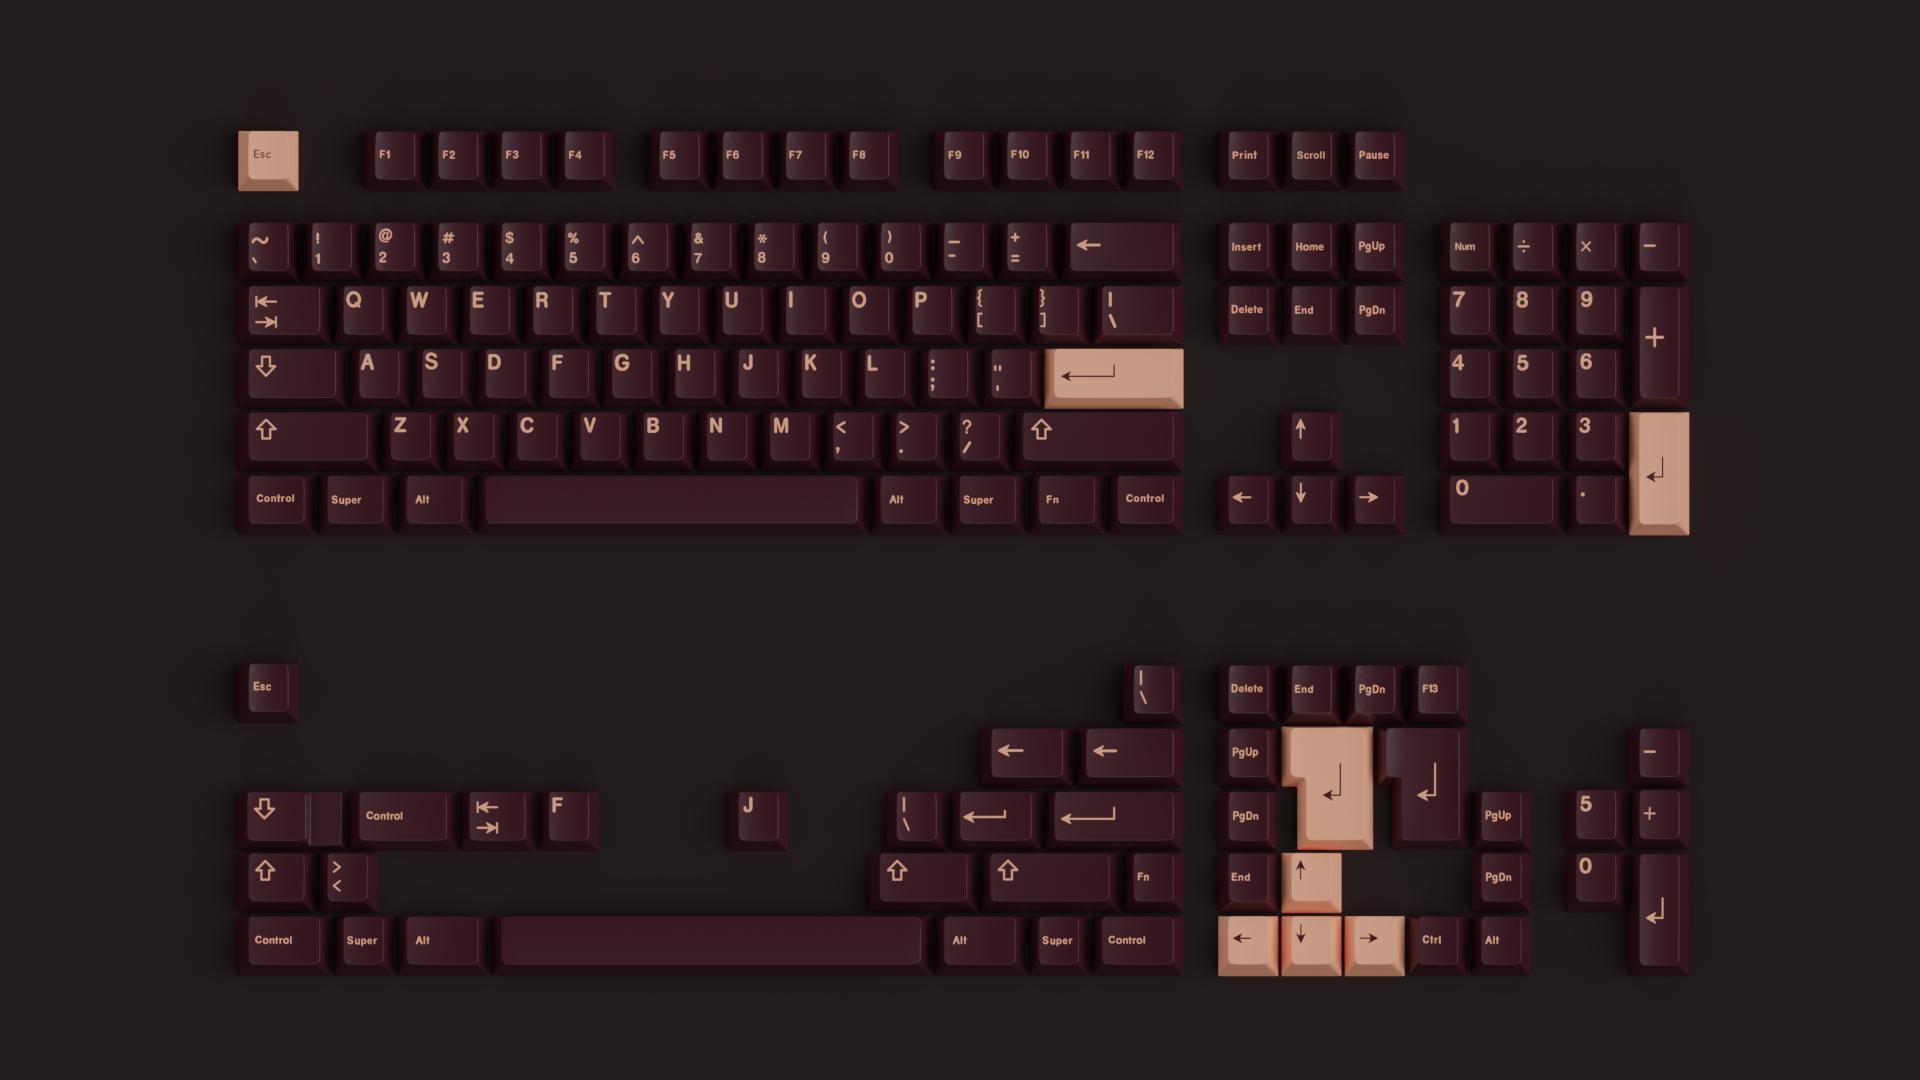 Esc F1 F2 F3 F4 F5 F6 F7 F8 F9 F10 F11 F12 Print Scroll Pause
~ ! @ # $ % ^ & * ( ) – +
` 1 2 3 4 5 6 7 8 9 0 - = ← Insert Home PgUp Num ÷ × −
⇤ Q W E R T Y U I O P { } | Delete End PgDn 7 8 9 +
⇥ [ ] \
⇩ A S D F G H J K L : " ↵ 4 5 6
; '
⇧ Z X C V B N M < > ? ⇧ ↑ 1 2 3 ↵
, . /
Control Super Alt Alt Super Fn Control ← ↓ → 0 .
Esc | Delete End PgDn F13
\
← ← PgUp ↵ ↵ −
⇩ Control ⇤ F J | ↵ ↵ PgDn PgUp 5 +
⇥ \
⇧ > ⇧ ⇧ Fn End ↑ PgDn 0 ↵
<
Control Super Alt Alt Super Control ← ↓ → Ctrl Alt